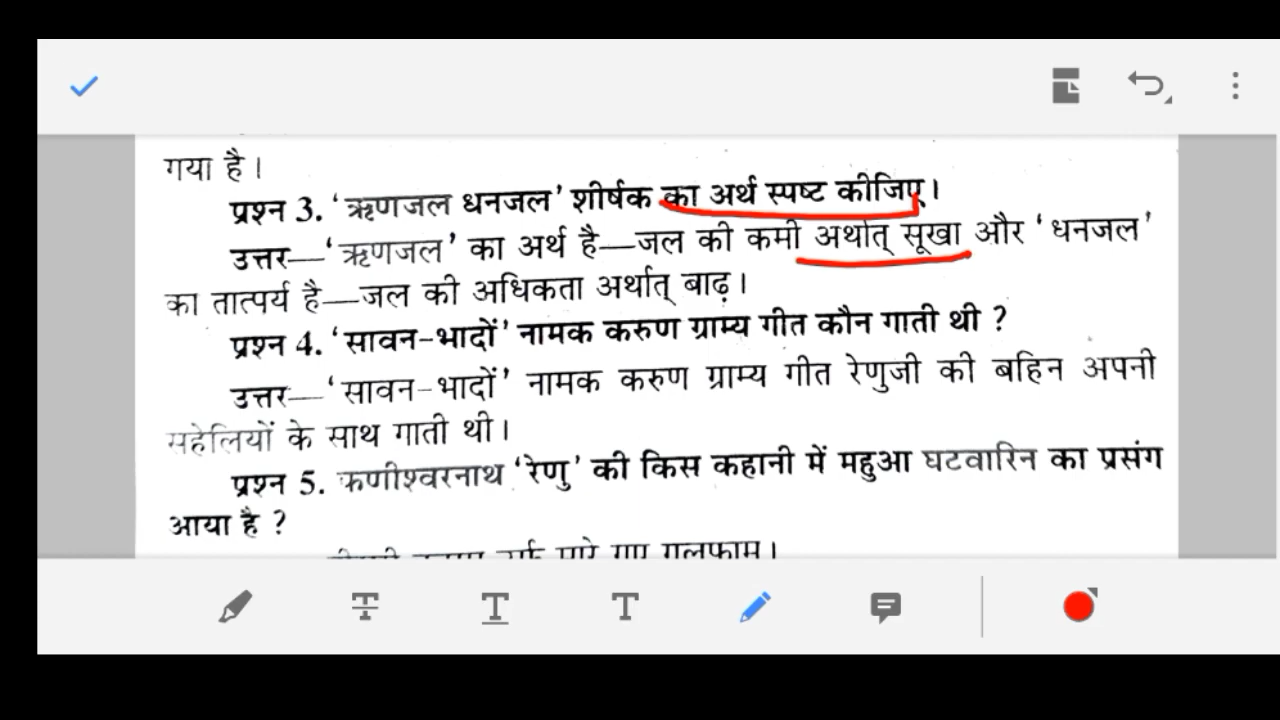 गया है।
प्रश्न 3. ‘ऋणजल धनजल’ शीर्षक का अर्थ स्पष्ट कीजिए।
उत्तर—‘ऋणजल’ का अर्थ है—जल की कमी अर्थात् सूखा और ‘धनजल’
का तात्पर्य है—जल की अधिकता अर्थात् बाढ़।
प्रश्न 4. ‘सावन-भादों’ नामक करुण ग्राम्य गीत कौन गाती थी ?
उत्तर—‘सावन-भादों’ नामक करुण ग्राम्य गीत रेणुजी की बहिन अपनी
सहेलियों के साथ गाती थी।
प्रश्न 5. फणीश्वरनाथ ‘रेणु’ की किस कहानी में महुआ घटवारिन का प्रसंग
आया है ?
गुलफाम।